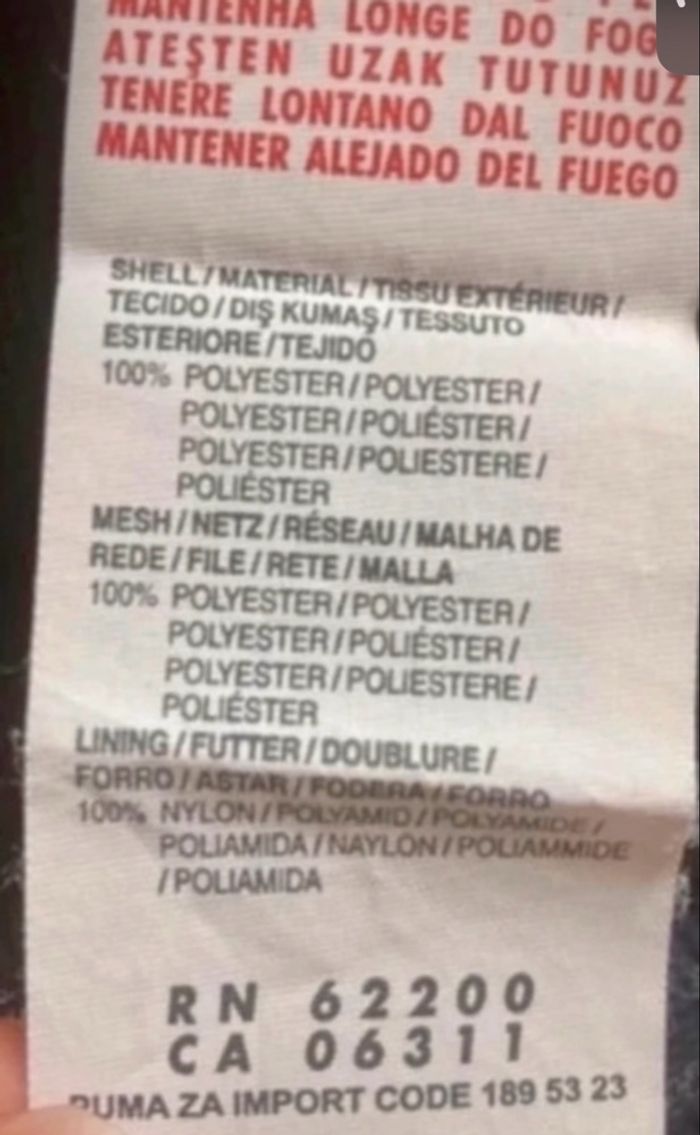 MANTENHA LONGE DO FOG
ATEŞTEN UZAK TUTUNUZ
TENERE LONTANO DAL FUOCO
MANTENER ALEJADO DEL FUEGO
SHELL/MATERIAL/TISSU EXTÉRIEUR/
TECIDO/DIŞ KUMAŞ/TESSUTO
ESTERIORE/TEJIDO
100% POLYESTER/POLYESTER/
POLYESTER/POLIÉSTER/
POLYESTER/POLIESTERE/
POLIÉSTER
MESH/NETZ/RÉSEAU/MALHA DE
REDE/FILE/RETE/MALLA
100% POLYESTER/POLYESTER/
POLYESTER/POLIÉSTER/
POLYESTER/POLIESTERE/
POLIÉSTER
LINING/FUTTER/DOUBLURE/
FORRO/ASTAR/FODERA/FORRO
100% NYLON/POLYAMID/POLYAMIDE/
POLIAMIDA/NAYLON/POLIAMMIDE
/POLIAMIDA
RN 62200
CA 06311
PUMA ZA IMPORT CODE 189 53 23